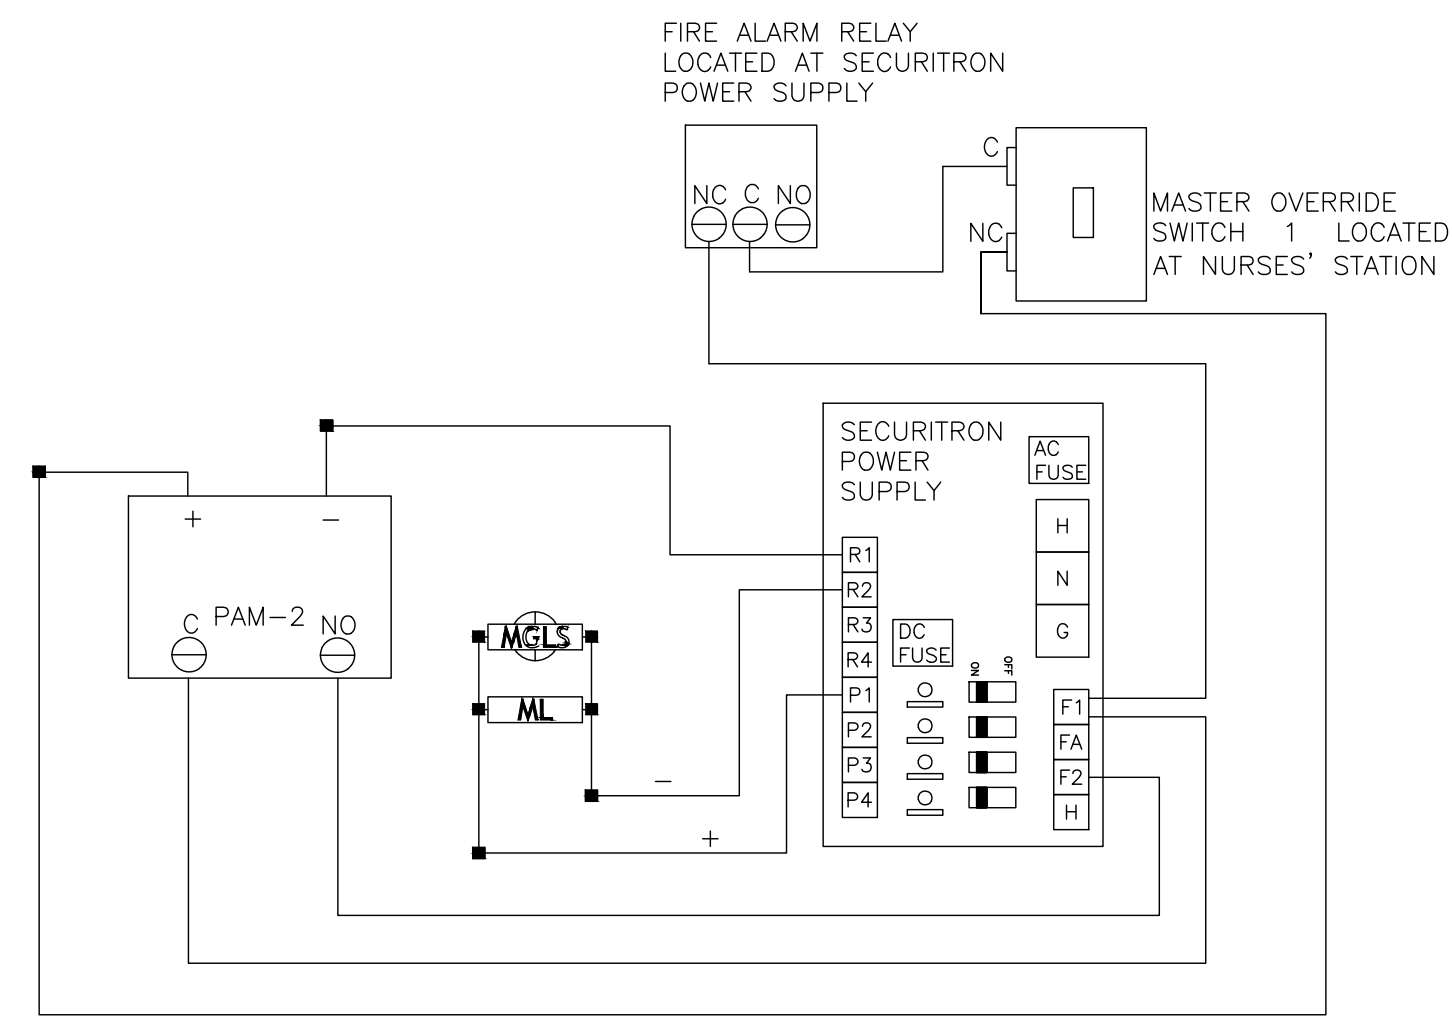 FIRE ALARM RELAY
LOCATED AT SECURITRON
POWER SUPPLY
NC C NO
C
NC
MASTER OVERRIDE
SWITCH 1 LOCATED
AT NURSES' STATION
SECURITRON
POWER
SUPPLY
AC
FUSE
H
N
G
+ −
PAM-2
C
NO
MGLS
ML
−
+
R1
R2
R3
R4
P1
P2
P3
P4
DC
FUSE
ON
OFF
F1
FA
F2
H